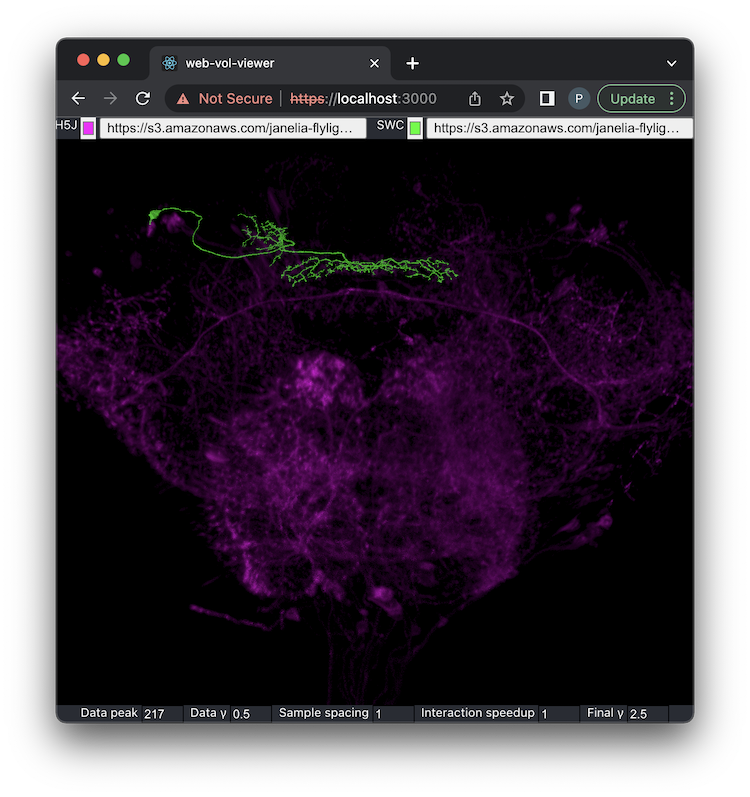 web-vol-viewer
Not Secure | https://localhost:3000 P Update
H5J https://s3.amazonaws.com/janelia-flylig… SWC https://s3.amazonaws.com/janelia-flylig…
Data peak 217 Data γ 0.5 Sample spacing 1 Interaction speedup 1 Final γ 2.5